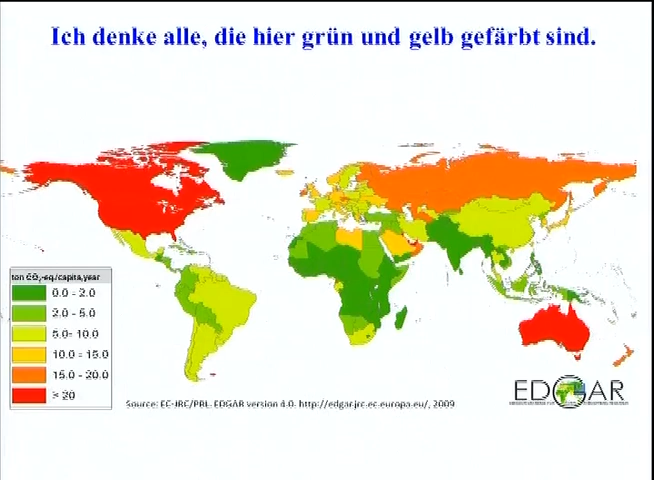 Ich denke alle, die hier grün und gelb gefärbt sind.
ton CO₂-eq./capita,year
0.0 - 2.0
2.0 - 5.0
5.0- 10.0
10.0 - 15.0
15.0 - 20.0
> 20
EDGAR
Source: EC-JRC/PBL. EDGAR version 4.0. http://edgar.jrc.ec.europa.eu/, 2009